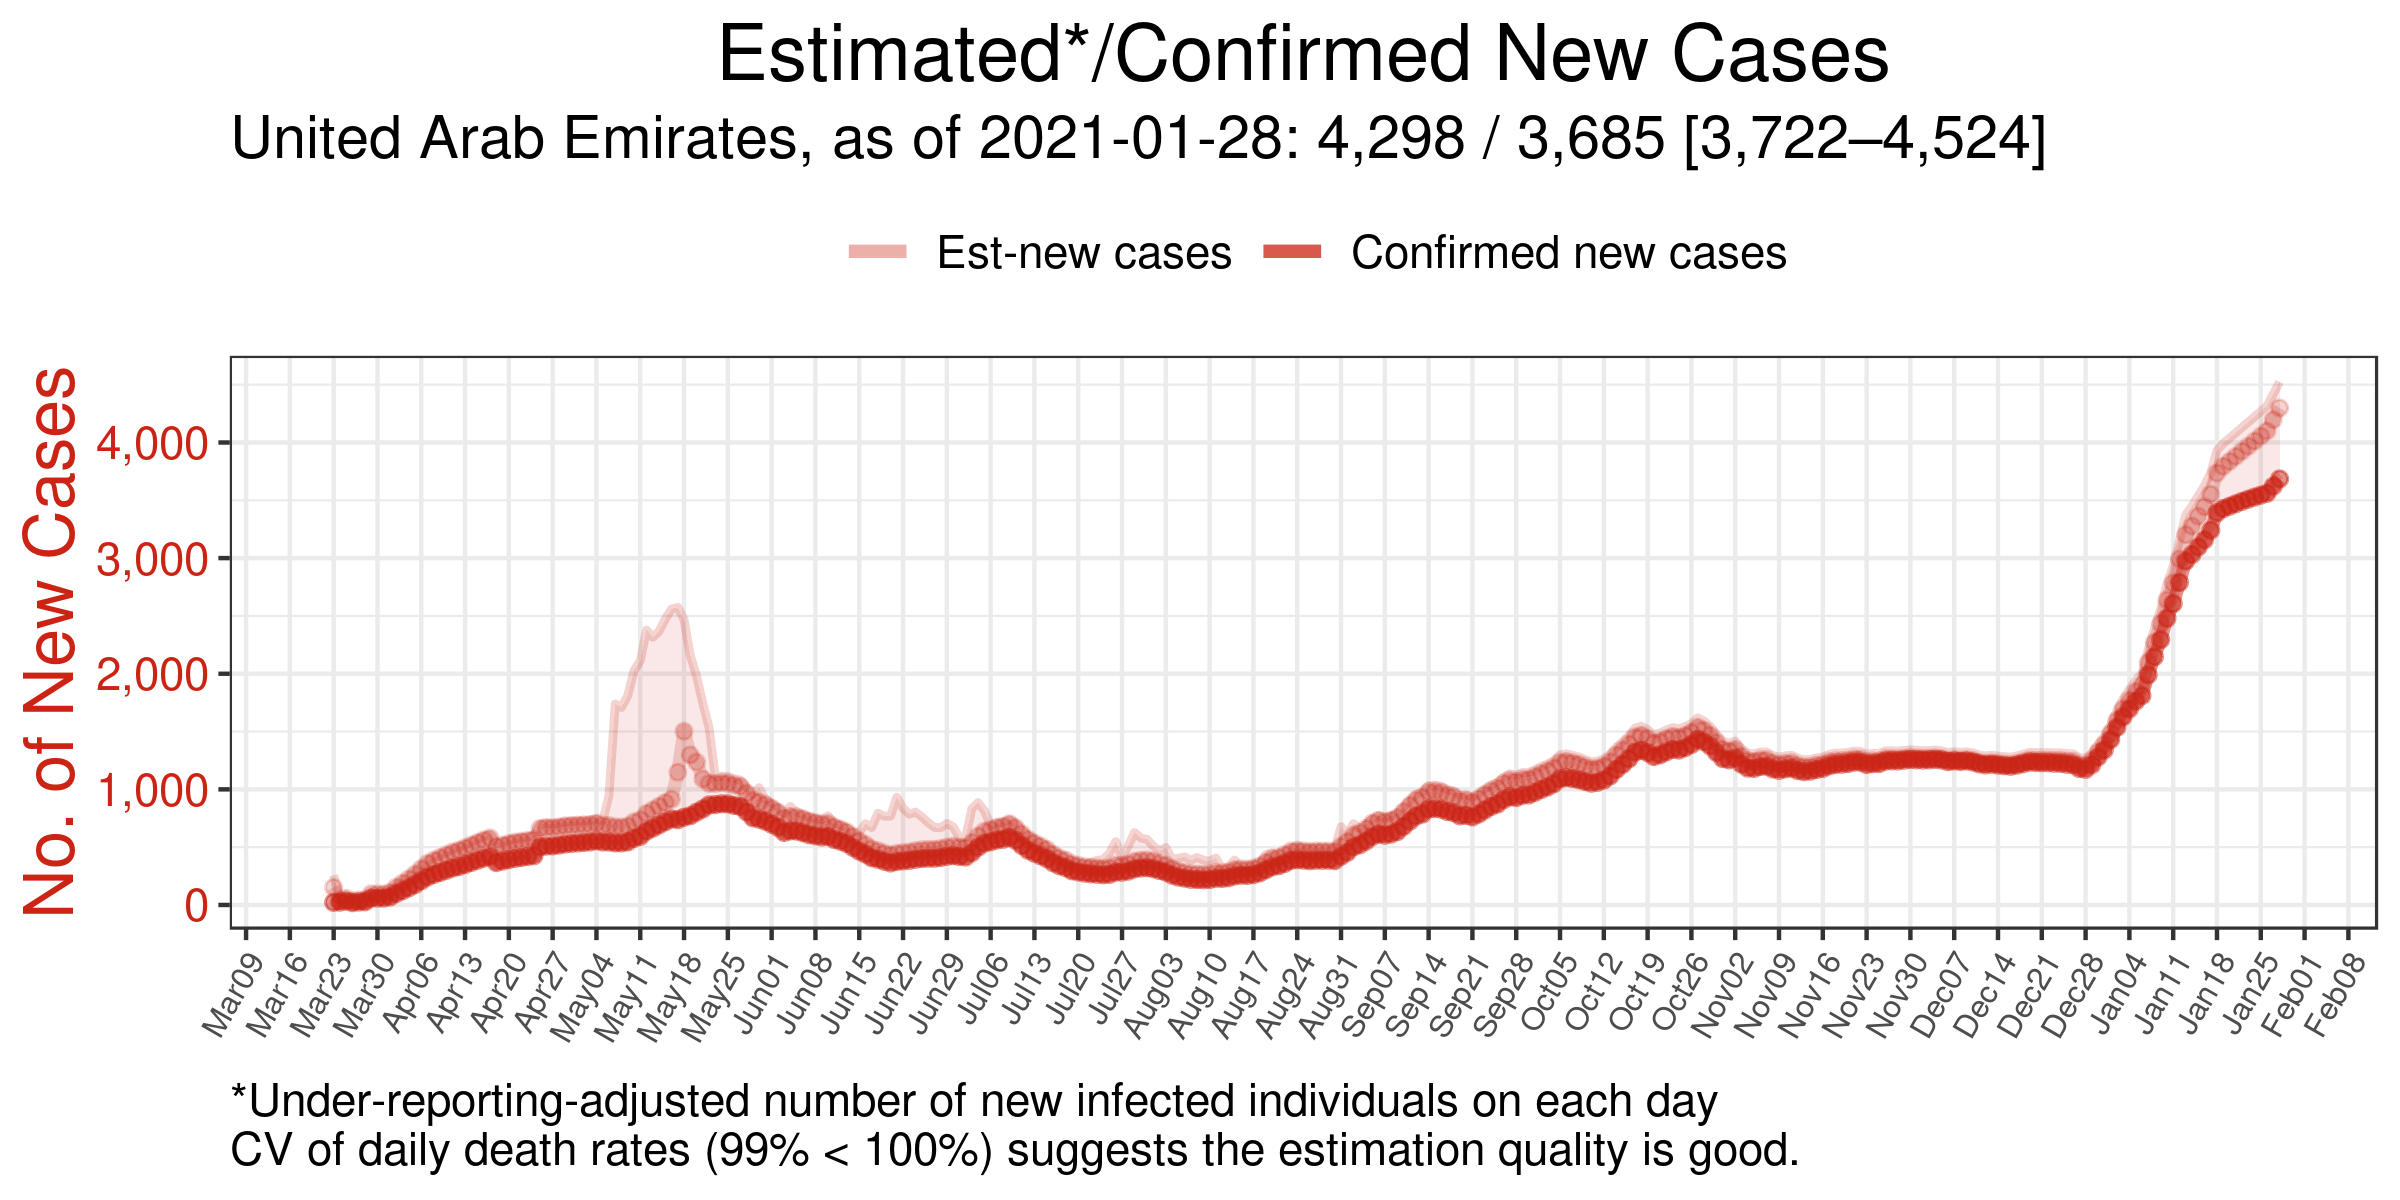 Estimated*/Confirmed New Cases
United Arab Emirates, as of 2021-01-28: 4,298 / 3,685 [3,722–4,524]
Est-new cases Confirmed new cases
No. of New Cases
4,000
3,000
2,000
1,000
0
Mar09 Mar16 Mar23 Mar30 Apr06 Apr13 Apr20 Apr27 May04 May11 May18 May25 Jun01 Jun08 Jun15 Jun22 Jun29 Jul06 Jul13 Jul20 Jul27 Aug03 Aug10 Aug17 Aug24 Aug31 Sep07 Sep14 Sep21 Sep28 Oct05 Oct12 Oct19 Oct26 Nov02 Nov09 Nov16 Nov23 Nov30 Dec07 Dec14 Dec21 Dec28 Jan04 Jan11 Jan18 Jan25 Feb01 Feb08
*Under-reporting-adjusted number of new infected individuals on each day
CV of daily death rates (99% < 100%) suggests the estimation quality is good.